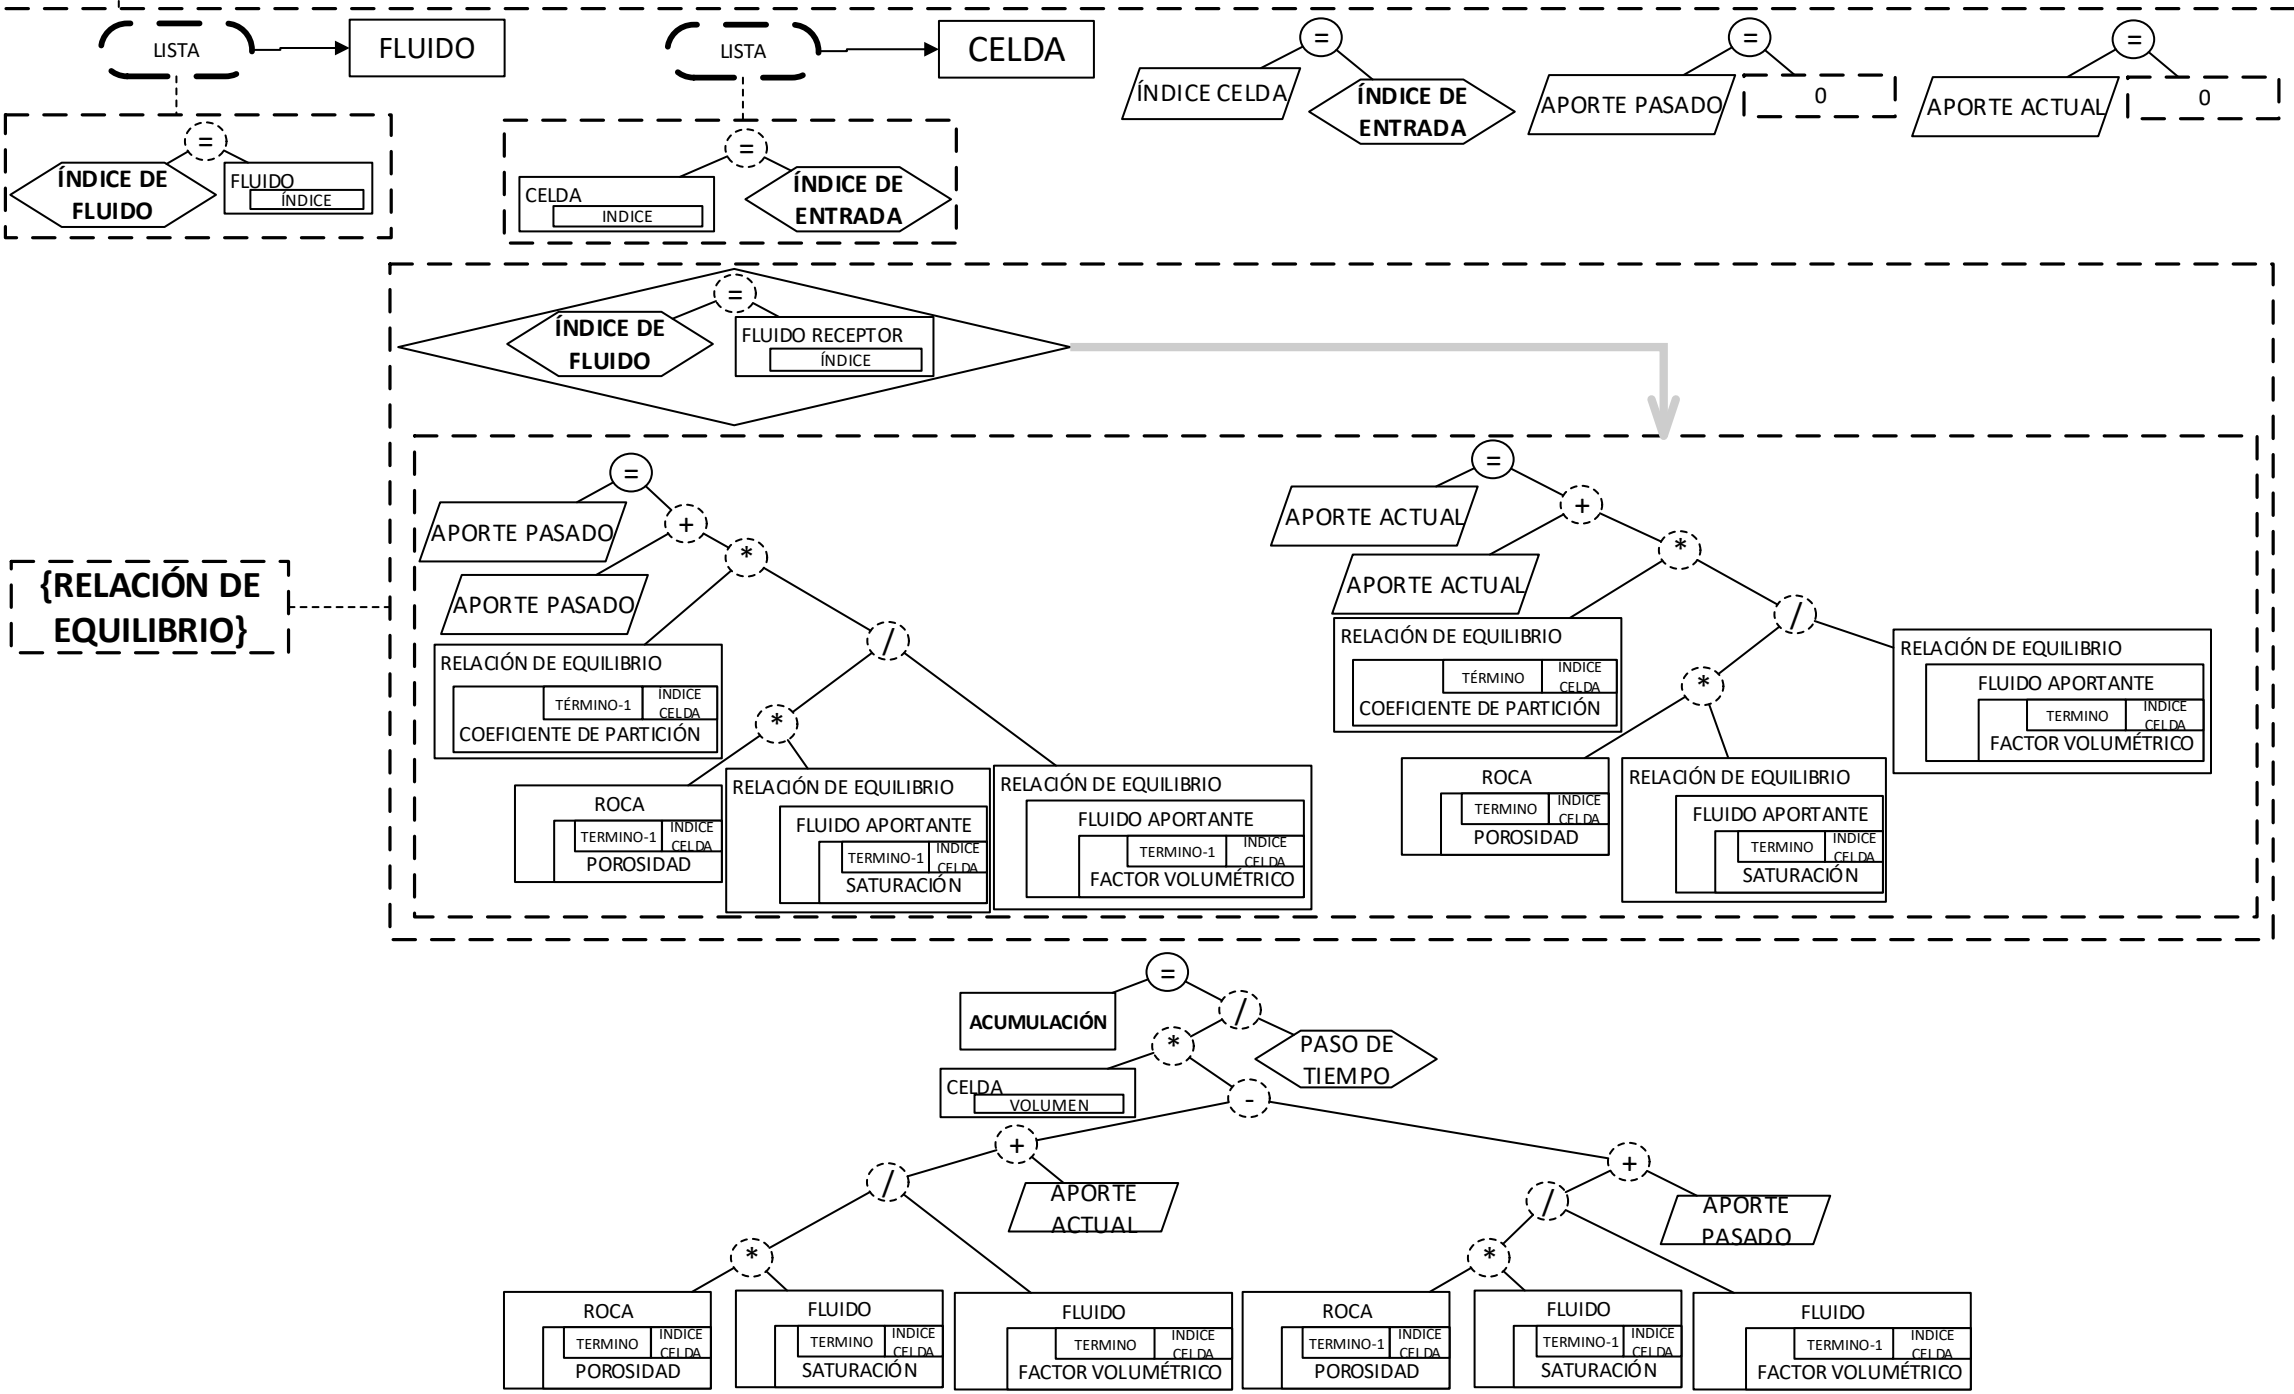 LISTA
FLUIDO
LISTA
CELDA
=
ÍNDICE CELDA
ÍNDICE DE
ENTRADA
=
APORTE PASADO
0
=
APORTE ACTUAL
0
=
ÍNDICE DE
FLUIDO
FLUIDO
ÍNDICE
=
CELDA
INDICE
ÍNDICE DE
ENTRADA
=
ÍNDICE DE
FLUIDO
FLUIDO RECEPTOR
ÍNDICE
{RELACIÓN DE
EQUILIBRIO}
=
APORTE PASADO
+
*
APORTE PASADO
/
RELACIÓN DE EQUILIBRIO
TÉRMINO-1
INDICE
CELDA
COEFICIENTE DE PARTICIÓN
*
ROCA
TERMINO-1
INDICE
CELDA
POROSIDAD
RELACIÓN DE EQUILIBRIO
FLUIDO APORTANTE
TERMINO-1
INDICE
CELDA
SATURACIÓN
RELACIÓN DE EQUILIBRIO
FLUIDO APORTANTE
TERMINO-1
INDICE
CELDA
FACTOR VOLUMÉTRICO
=
APORTE ACTUAL
+
*
APORTE ACTUAL
/
RELACIÓN DE EQUILIBRIO
TÉRMINO
INDICE
CELDA
COEFICIENTE DE PARTICIÓN
*
RELACIÓN DE EQUILIBRIO
FLUIDO APORTANTE
TERMINO
INDICE
CELDA
FACTOR VOLUMÉTRICO
ROCA
TERMINO
INDICE
CELDA
POROSIDAD
RELACIÓN DE EQUILIBRIO
FLUIDO APORTANTE
TERMINO
INDICE
CELDA
SATURACIÓN
=
ACUMULACIÓN
/
*
PASO DE
TIEMPO
CELDA
VOLUMEN
-
+
/
APORTE
ACTUAL
+
/
APORTE
PASADO
*
*
ROCA
TERMINO
INDICE
CELDA
POROSIDAD
FLUIDO
TERMINO
INDICE
CELDA
SATURACIÓN
FLUIDO
TERMINO
INDICE
CELDA
FACTOR VOLUMÉTRICO
ROCA
TERMINO-1
INDICE
CELDA
POROSIDAD
FLUIDO
TERMINO-1
INDICE
CELDA
SATURACIÓN
FLUIDO
TERMINO-1
INDICE
CELDA
FACTOR VOLUMÉTRICO